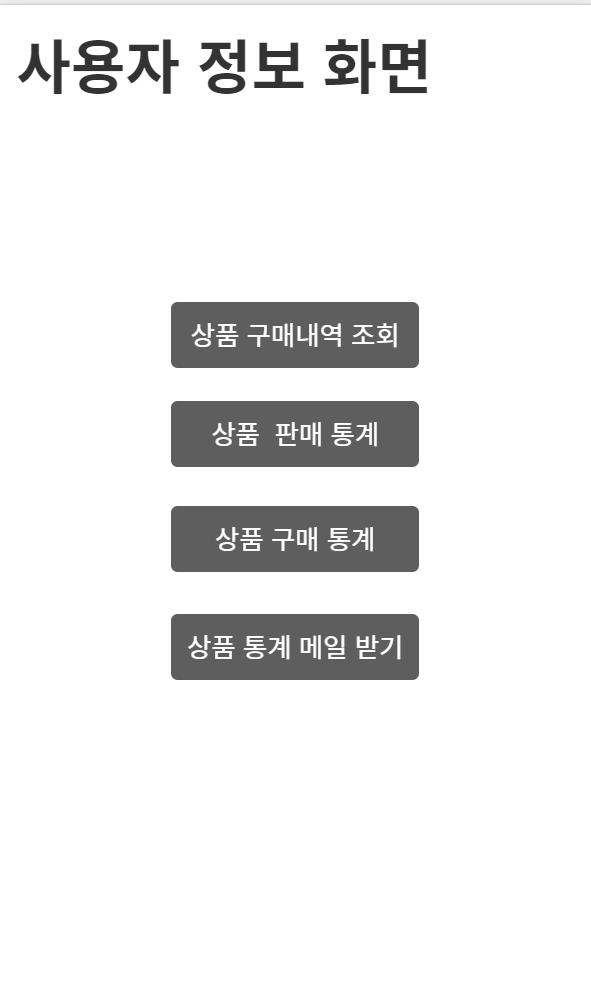 사용자 정보 화면
상품 구매내역 조회
상품  판매 통계
상품 구매 통계
상품 통계 메일 받기